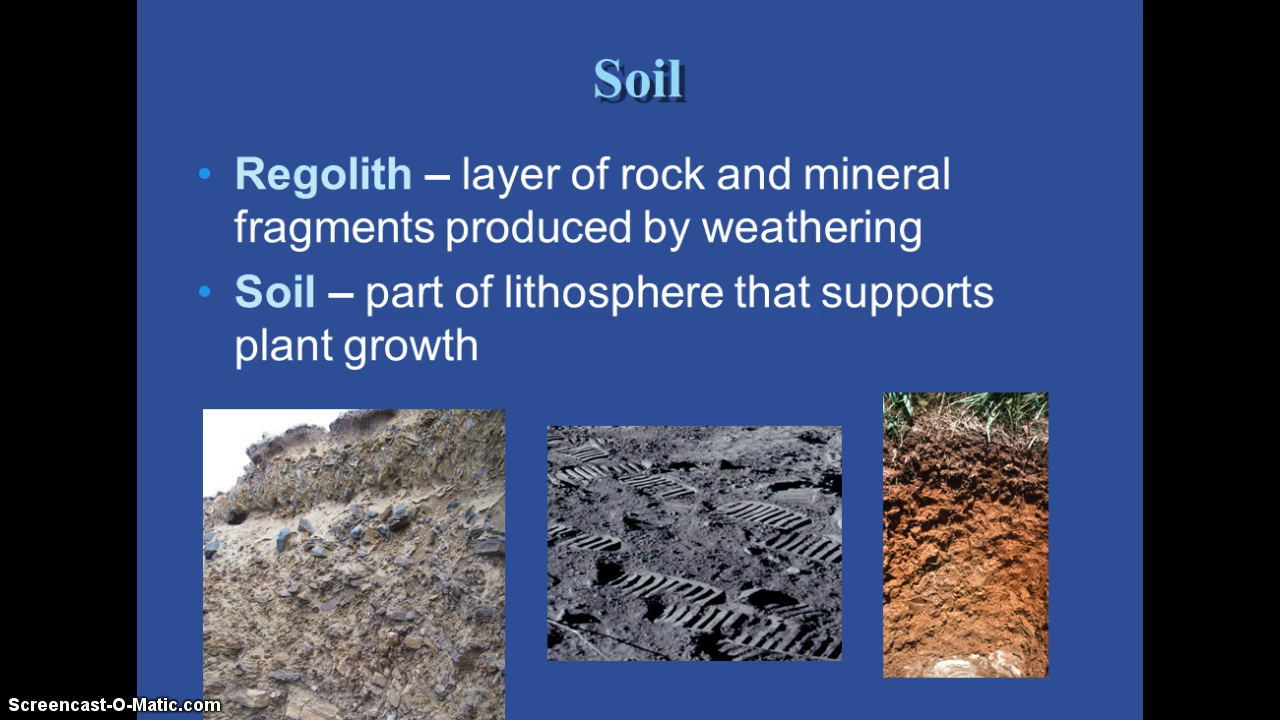 Soil
• Regolith – layer of rock and mineral
fragments produced by weathering
• Soil – part of lithosphere that supports
plant growth
Screencast-O-Matic.com